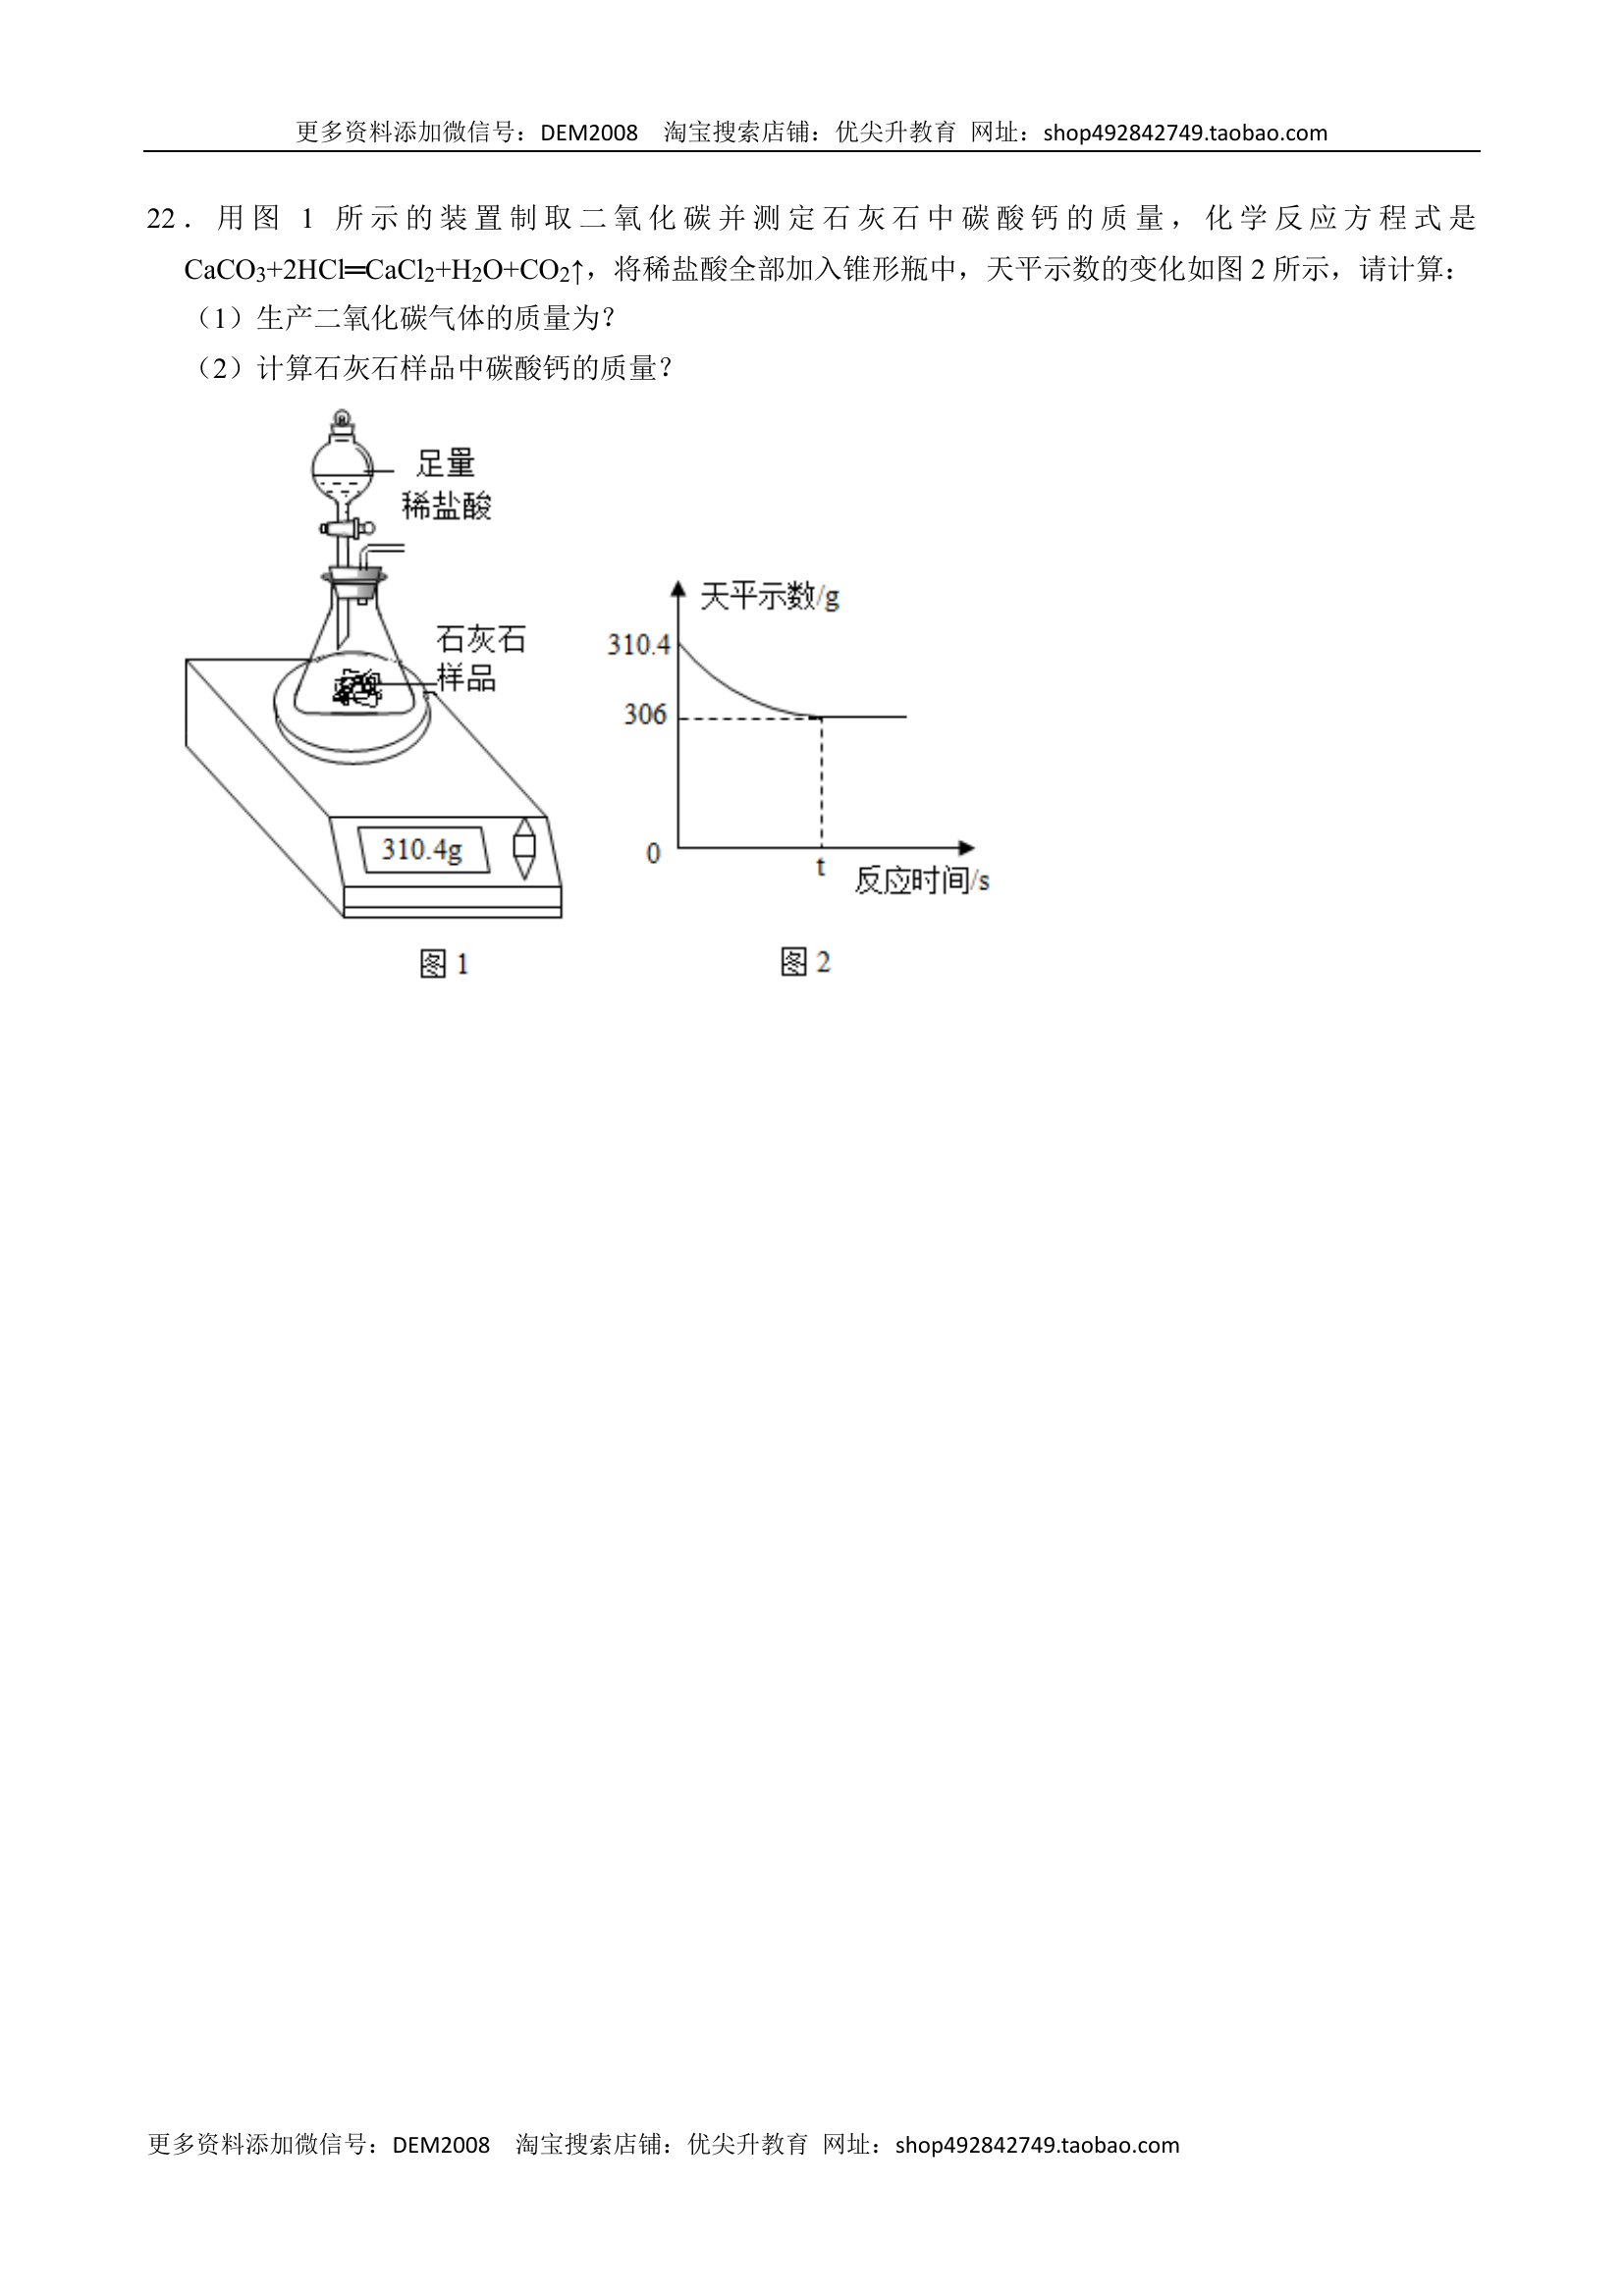 更多资料添加微信号：DEM2008 淘宝搜索店铺：优尖升教育 网址：shop492842749.taobao.com
22．用图 1 所示的装置制取二氧化碳并测定石灰石中碳酸钙的质量，化学反应方程式是
CaCO₃+2HCl═CaCl₂+H₂O+CO₂↑，将稀盐酸全部加入锥形瓶中，天平示数的变化如图 2 所示，请计算：
（1）生产二氧化碳气体的质量为？
（2）计算石灰石样品中碳酸钙的质量？
足量
稀盐酸
石灰石
样品
310.4g
图 1
天平示数/g
310.4
306
0
t
反应时间/s
图 2
更多资料添加微信号：DEM2008 淘宝搜索店铺：优尖升教育 网址：shop492842749.taobao.com